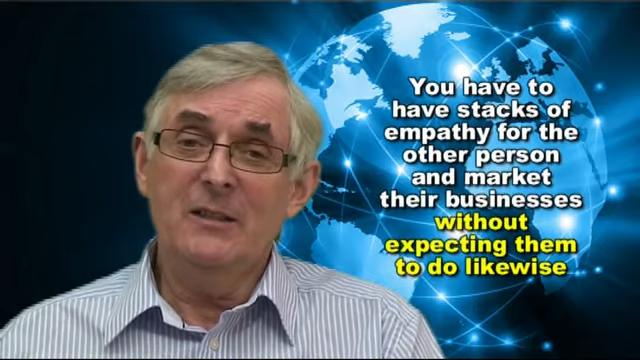 You have to
have stacks of
empathy for the
other person
and market
their businesses
without
expecting them
to do likewise